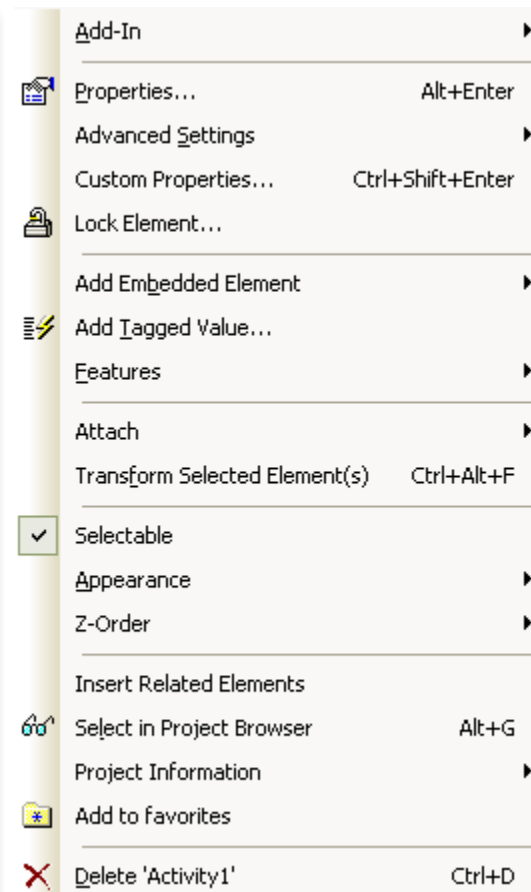 Add-In
Properties... Alt+Enter
Advanced Settings
Custom Properties... Ctrl+Shift+Enter
Lock Element...
Add Embedded Element
Add Tagged Value...
Features
Attach
Transform Selected Element(s) Ctrl+Alt+F
Selectable
Appearance
Z-Order
Insert Related Elements
Select in Project Browser Alt+G
Project Information
Add to favorites
Delete 'Activity1' Ctrl+D